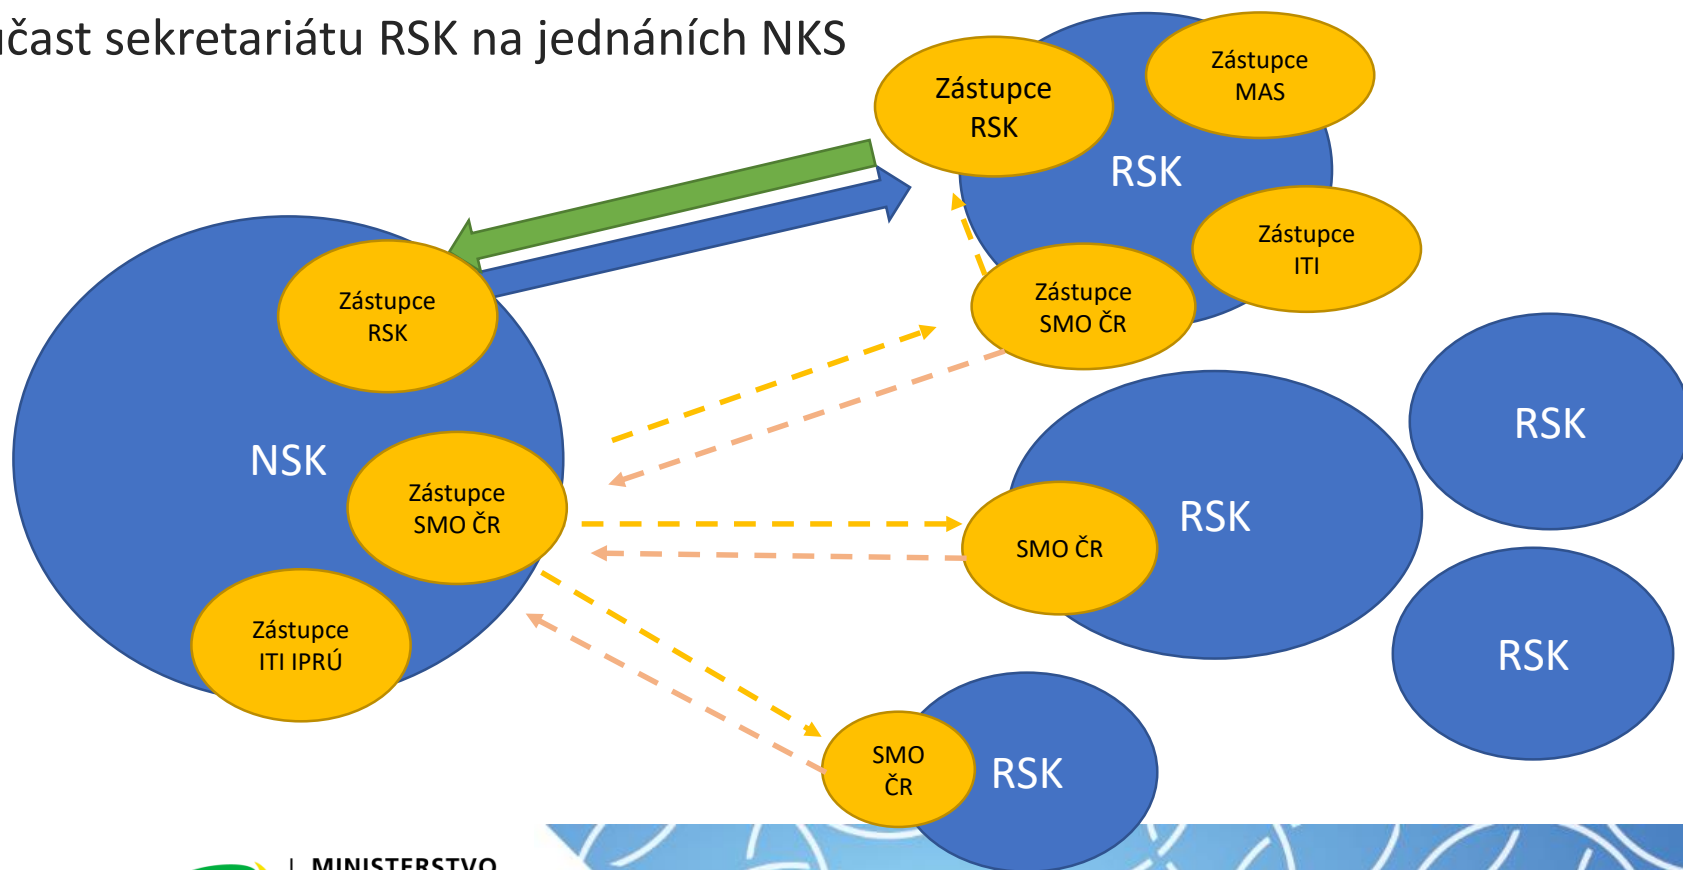 účast sekretariátu RSK na jednáních NKS
Zástupce
RSK
Zástupce
MAS
RSK
Zástupce
ITI
Zástupce
SMO ČR
Zástupce
RSK
NSK
Zástupce
SMO ČR
Zástupce
ITI IPRÚ
RSK
SMO ČR
RSK
RSK
SMO
ČR
RSK
MINISTERSTVO